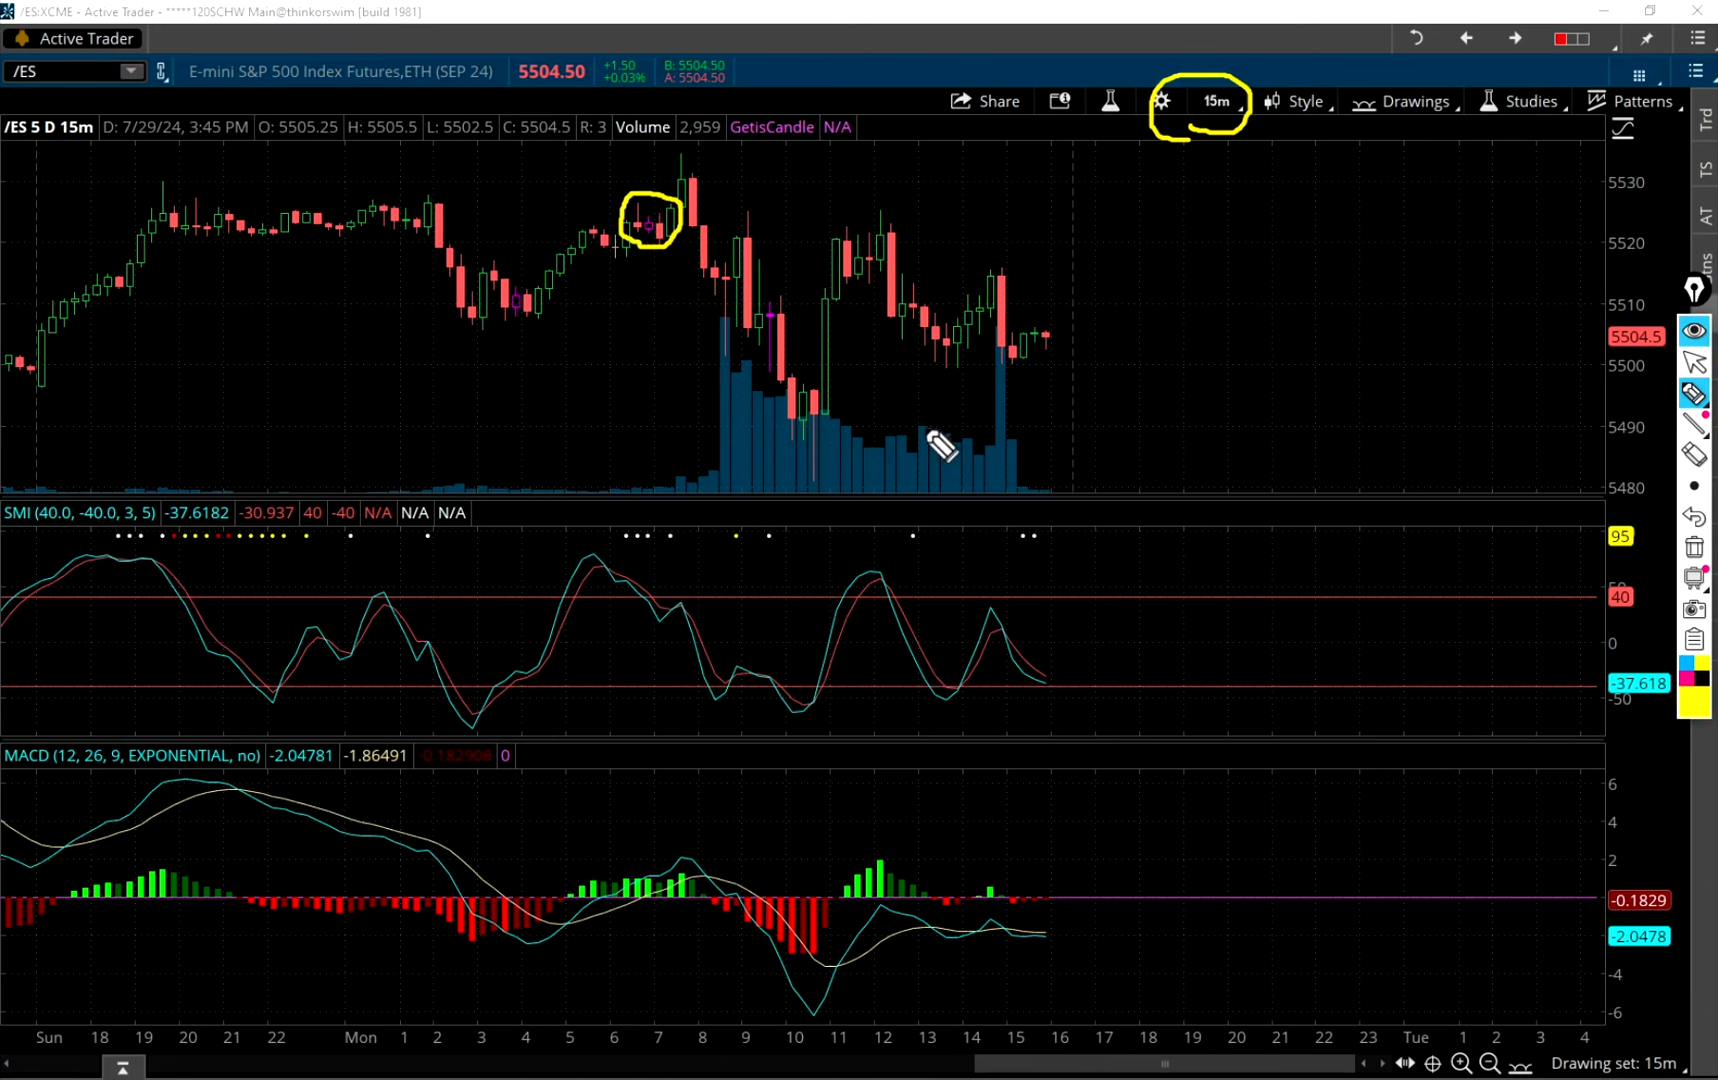 /ES:XCME - Active Trader - *****120SCHW Main@thinkorswim [build 1981]
Active Trader
/ES E-mini S&P 500 Index Futures,ETH (SEP 24) 5504.50 +1.50 +0.03% B: 5504.50 A: 5504.50
Share 15m Style Drawings Studies Patterns
/ES 5 D 15m D: 7/29/24, 3:45 PM O: 5505.25 H: 5505.5 L: 5502.5 C: 5504.5 R: 3 Volume 2,959 GetisCandle N/A
Trd
TS
AT
5530
5520
5510
5504.5
5500
5490
5480
SMI (40.0, -40.0, 3, 5) -37.6182 -30.937 40 -40 N/A N/A N/A
95
40
0
-37.618
-50
MACD (12, 26, 9, EXPONENTIAL, no) -2.04781 -1.86491 -0.182908 0
6
4
2
-0.1829
-2.0478
-4
-6
Sun 18 19 20 21 22 Mon 1 2 3 4 5 6 7 8 9 10 11 12 13 14 15 16 17 18 19 20 21 22 23 Tue 1 2 3 4
Drawing set: 15m